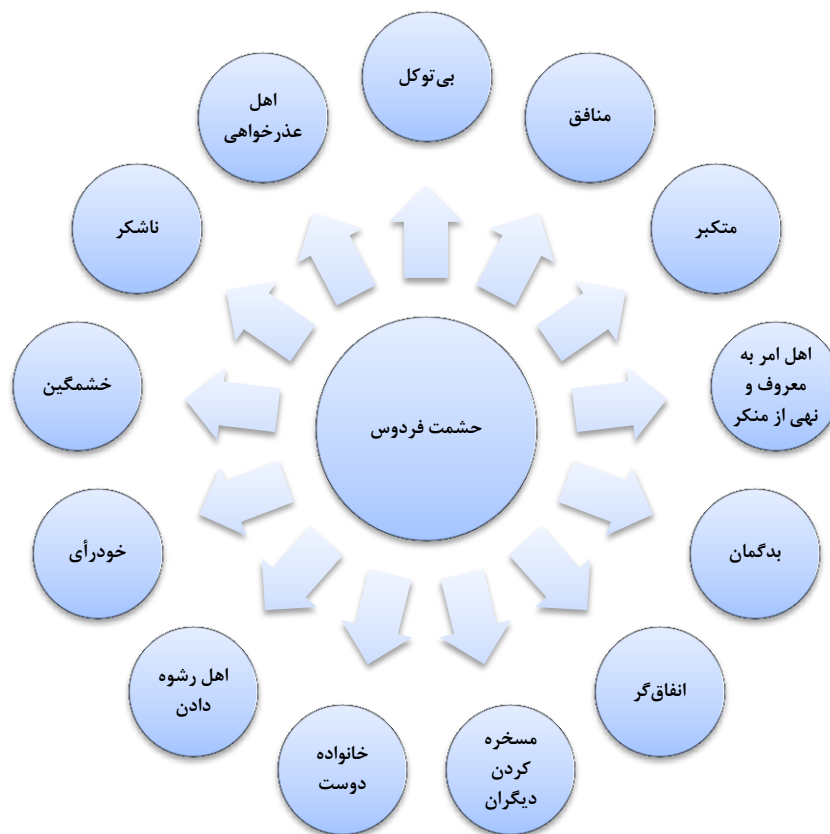 بی‌توکل
منافق
متکبر
اهل امر به
معروف و
نهی از منکر
بدگمان
انفاق‌گر
مسخره
کردن
دیگران
خانواده
دوست
اهل رشوه
دادن
خودرأی
خشمگین
ناشکر
اهل
عذرخواهی
حشمت فردوس